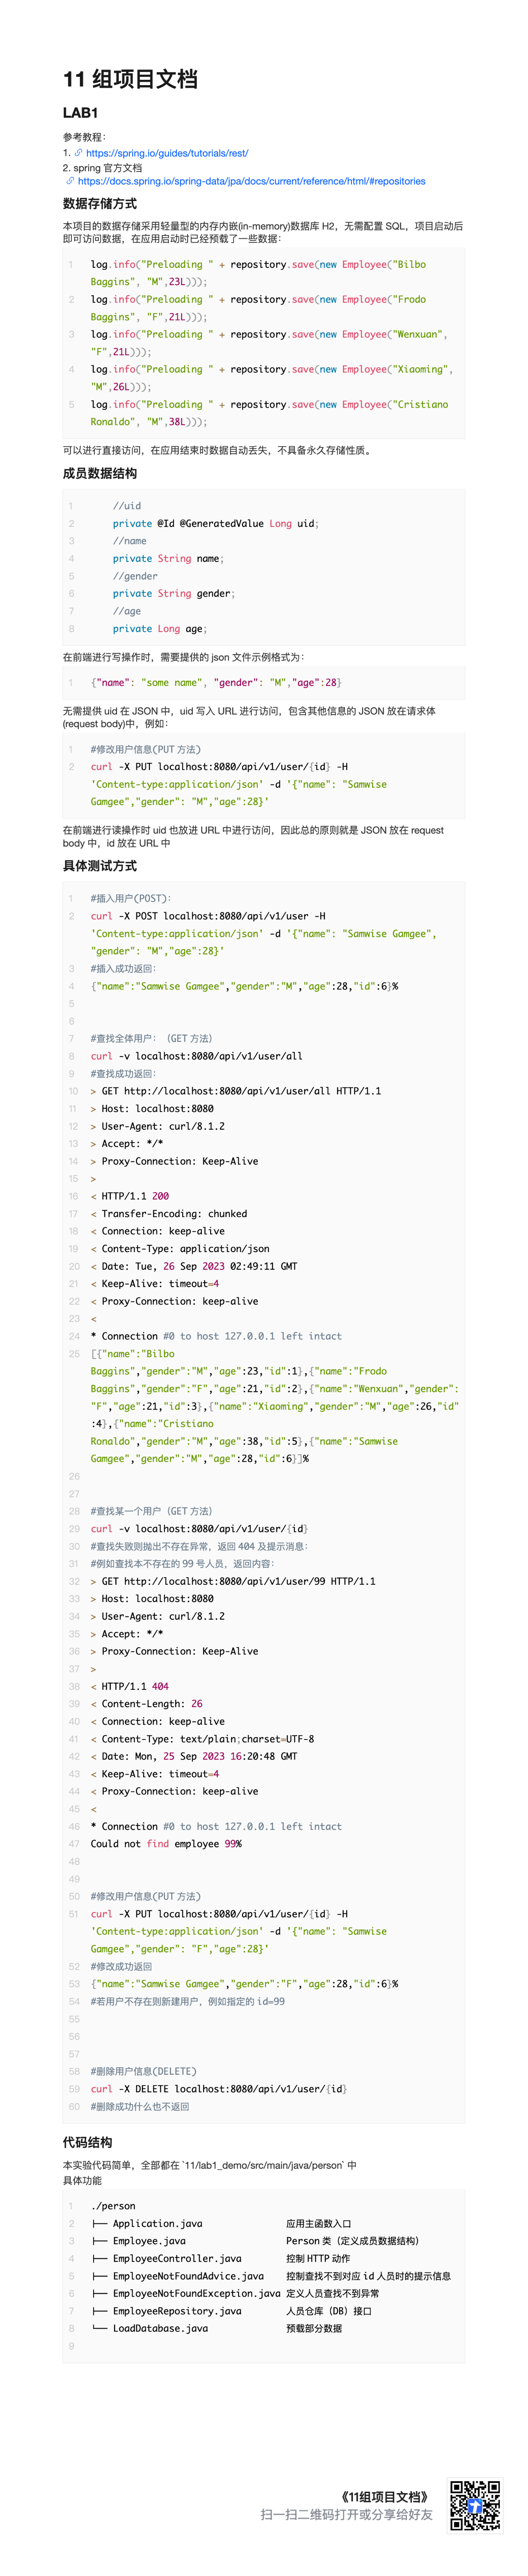 11 组项目文档
LAB1
参考教程：
1. https://spring.io/guides/tutorials/rest/
2. spring 官方文档
https://docs.spring.io/spring-data/jpa/docs/current/reference/html/#repositories
数据存储方式
本项目的数据存储采用轻量型的内存内嵌(in-memory)数据库 H2，无需配置 SQL，项目启动后
即可访问数据，在应用启动时已经预载了一些数据：
1 log.info("Preloading " + repository.save(new Employee("Bilbo
Baggins", "M",23L)));
2 log.info("Preloading " + repository.save(new Employee("Frodo
Baggins", "F",21L)));
3 log.info("Preloading " + repository.save(new Employee("Wenxuan",
"F",21L)));
4 log.info("Preloading " + repository.save(new Employee("Xiaoming",
"M",26L)));
5 log.info("Preloading " + repository.save(new Employee("Cristiano
Ronaldo", "M",38L)));
可以进行直接访问，在应用结束时数据自动丢失，不具备永久存储性质。
成员数据结构
1 //uid
2 private @Id @GeneratedValue Long uid;
3 //name
4 private String name;
5 //gender
6 private String gender;
7 //age
8 private Long age;
在前端进行写操作时，需要提供的 json 文件示例格式为：
1 {"name": "some name", "gender": "M","age":28}
无需提供 uid 在 JSON 中，uid 写入 URL 进行访问，包含其他信息的 JSON 放在请求体
(request body)中，例如：
1 #修改用户信息(PUT 方法)
2 curl -X PUT localhost:8080/api/v1/user/{id} -H
'Content-type:application/json' -d '{"name": "Samwise
Gamgee","gender": "M","age":28}'
在前端进行读操作时 uid 也放进 URL 中进行访问，因此总的原则就是 JSON 放在 request
body 中，id 放在 URL 中
具体测试方式
1 #插入用户(POST)：
2 curl -X POST localhost:8080/api/v1/user -H
'Content-type:application/json' -d '{"name": "Samwise Gamgee",
"gender": "M","age":28}'
3 #插入成功返回：
4 {"name":"Samwise Gamgee","gender":"M","age":28,"id":6}%
5
6
7 #查找全体用户：（GET 方法）
8 curl -v localhost:8080/api/v1/user/all
9 #查找成功返回：
10 > GET http://localhost:8080/api/v1/user/all HTTP/1.1
11 > Host: localhost:8080
12 > User-Agent: curl/8.1.2
13 > Accept: */*
14 > Proxy-Connection: Keep-Alive
15 >
16 < HTTP/1.1 200
17 < Transfer-Encoding: chunked
18 < Connection: keep-alive
19 < Content-Type: application/json
20 < Date: Tue, 26 Sep 2023 02:49:11 GMT
21 < Keep-Alive: timeout=4
22 < Proxy-Connection: keep-alive
23 <
24 * Connection #0 to host 127.0.0.1 left intact
25 [{"name":"Bilbo
Baggins","gender":"M","age":23,"id":1},{"name":"Frodo
Baggins","gender":"F","age":21,"id":2},{"name":"Wenxuan","gender":
"F","age":21,"id":3},{"name":"Xiaoming","gender":"M","age":26,"id"
:4},{"name":"Cristiano
Ronaldo","gender":"M","age":38,"id":5},{"name":"Samwise
Gamgee","gender":"M","age":28,"id":6}]%
26
27
28 #查找某一个用户（GET 方法）
29 curl -v localhost:8080/api/v1/user/{id}
30 #查找失败则抛出不存在异常，返回 404 及提示消息：
31 #例如查找本不存在的 99 号人员，返回内容：
32 > GET http://localhost:8080/api/v1/user/99 HTTP/1.1
33 > Host: localhost:8080
34 > User-Agent: curl/8.1.2
35 > Accept: */*
36 > Proxy-Connection: Keep-Alive
37 >
38 < HTTP/1.1 404
39 < Content-Length: 26
40 < Connection: keep-alive
41 < Content-Type: text/plain;charset=UTF-8
42 < Date: Mon, 25 Sep 2023 16:20:48 GMT
43 < Keep-Alive: timeout=4
44 < Proxy-Connection: keep-alive
45 <
46 * Connection #0 to host 127.0.0.1 left intact
47 Could not find employee 99%
48
49
50 #修改用户信息(PUT 方法)
51 curl -X PUT localhost:8080/api/v1/user/{id} -H
'Content-type:application/json' -d '{"name": "Samwise
Gamgee","gender": "F","age":28}'
52 #修改成功返回
53 {"name":"Samwise Gamgee","gender":"F","age":28,"id":6}%
54 #若用户不存在则新建用户，例如指定的 id=99
55
56
57
58 #删除用户信息(DELETE)
59 curl -X DELETE localhost:8080/api/v1/user/{id}
60 #删除成功什么也不返回
代码结构
本实验代码简单，全部都在 `11/lab1_demo/src/main/java/person` 中
具体功能
1 ./person
2 ├── Application.java 应用主函数入口
3 ├── Employee.java Person 类（定义成员数据结构）
4 ├── EmployeeController.java 控制 HTTP 动作
5 ├── EmployeeNotFoundAdvice.java 控制查找不到对应 id 人员时的提示信息
6 ├── EmployeeNotFoundException.java 定义人员查找不到异常
7 ├── EmployeeRepository.java 人员仓库（DB）接口
8 └── LoadDatabase.java 预载部分数据
9
《11组项目文档》
扫一扫二维码打开或分享给好友